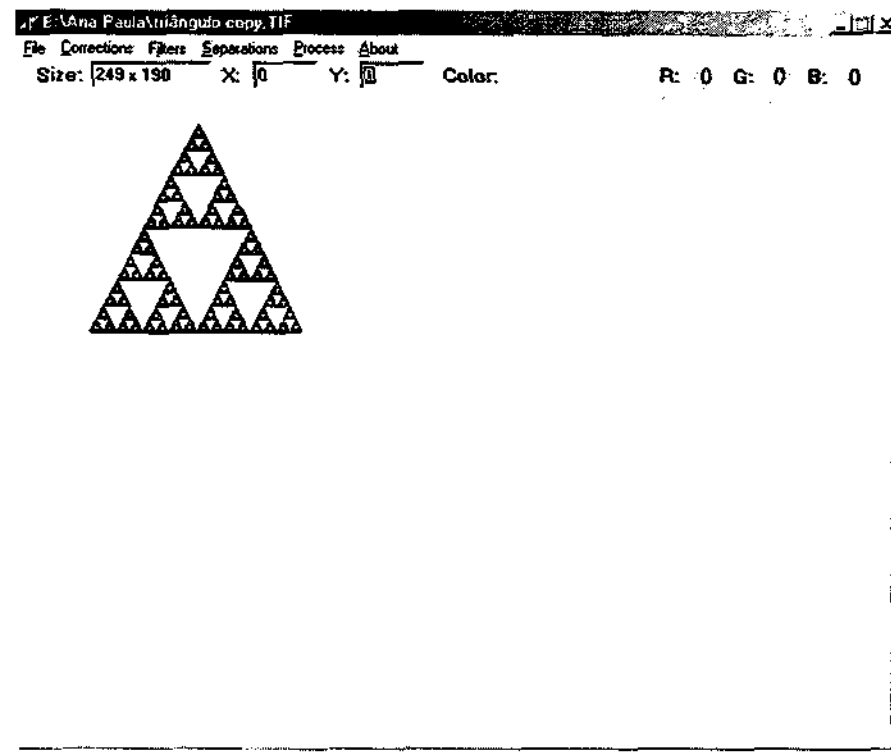 E:\Ana Paula\triângulo copy.TIF
File Corrections Filters Separations Process About
Size: 249 x 190 X: 0 Y: 0 Color: R: 0 G: 0 B: 0